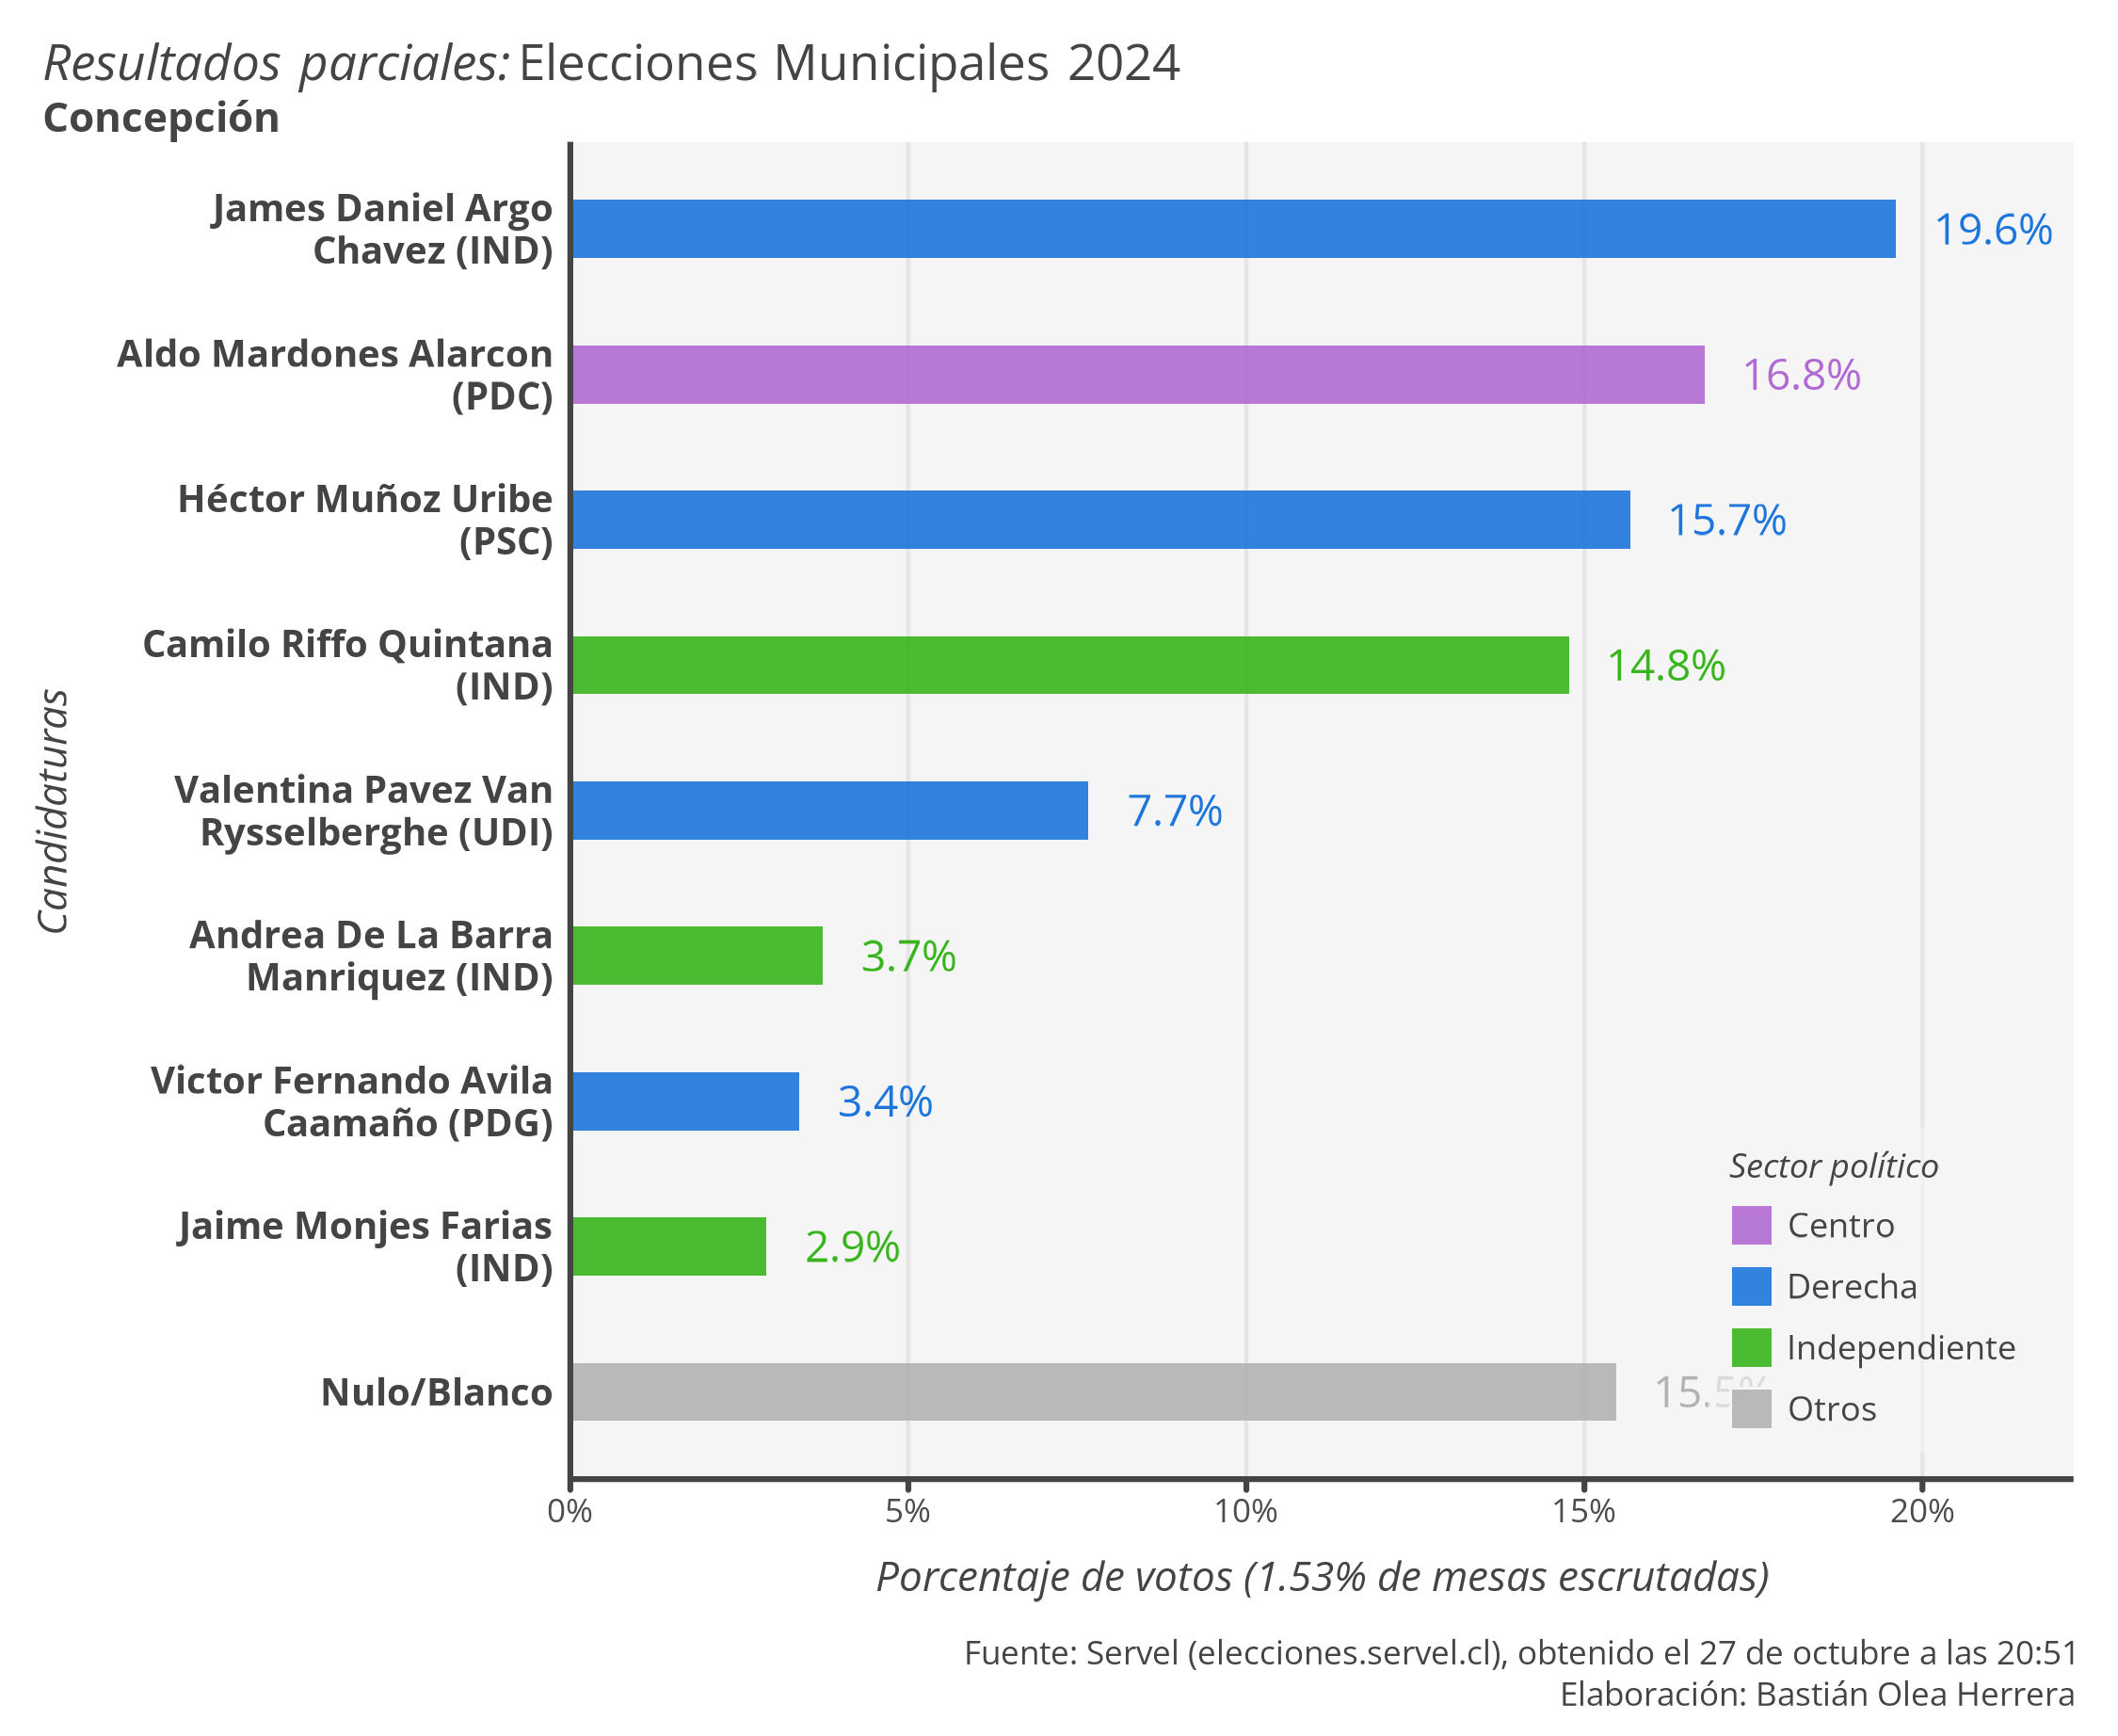 Resultados parciales: Elecciones Municipales 2024
Concepción
Candidaturas
James Daniel Argo
Chavez (IND)
19.6%
Aldo Mardones Alarcon
(PDC)
16.8%
Héctor Muñoz Uribe
(PSC)
15.7%
Camilo Riffo Quintana
(IND)
14.8%
Valentina Pavez Van
Rysselberghe (UDI)
7.7%
Andrea De La Barra
Manriquez (IND)
3.7%
Victor Fernando Avila
Caamaño (PDG)
3.4%
Jaime Monjes Farias
(IND)
2.9%
Nulo/Blanco
15.5%
Sector político
Centro
Derecha
Independiente
Otros
0%
5%
10%
15%
20%
Porcentaje de votos (1.53% de mesas escrutadas)
Fuente: Servel (elecciones.servel.cl), obtenido el 27 de octubre a las 20:51
Elaboración: Bastián Olea Herrera